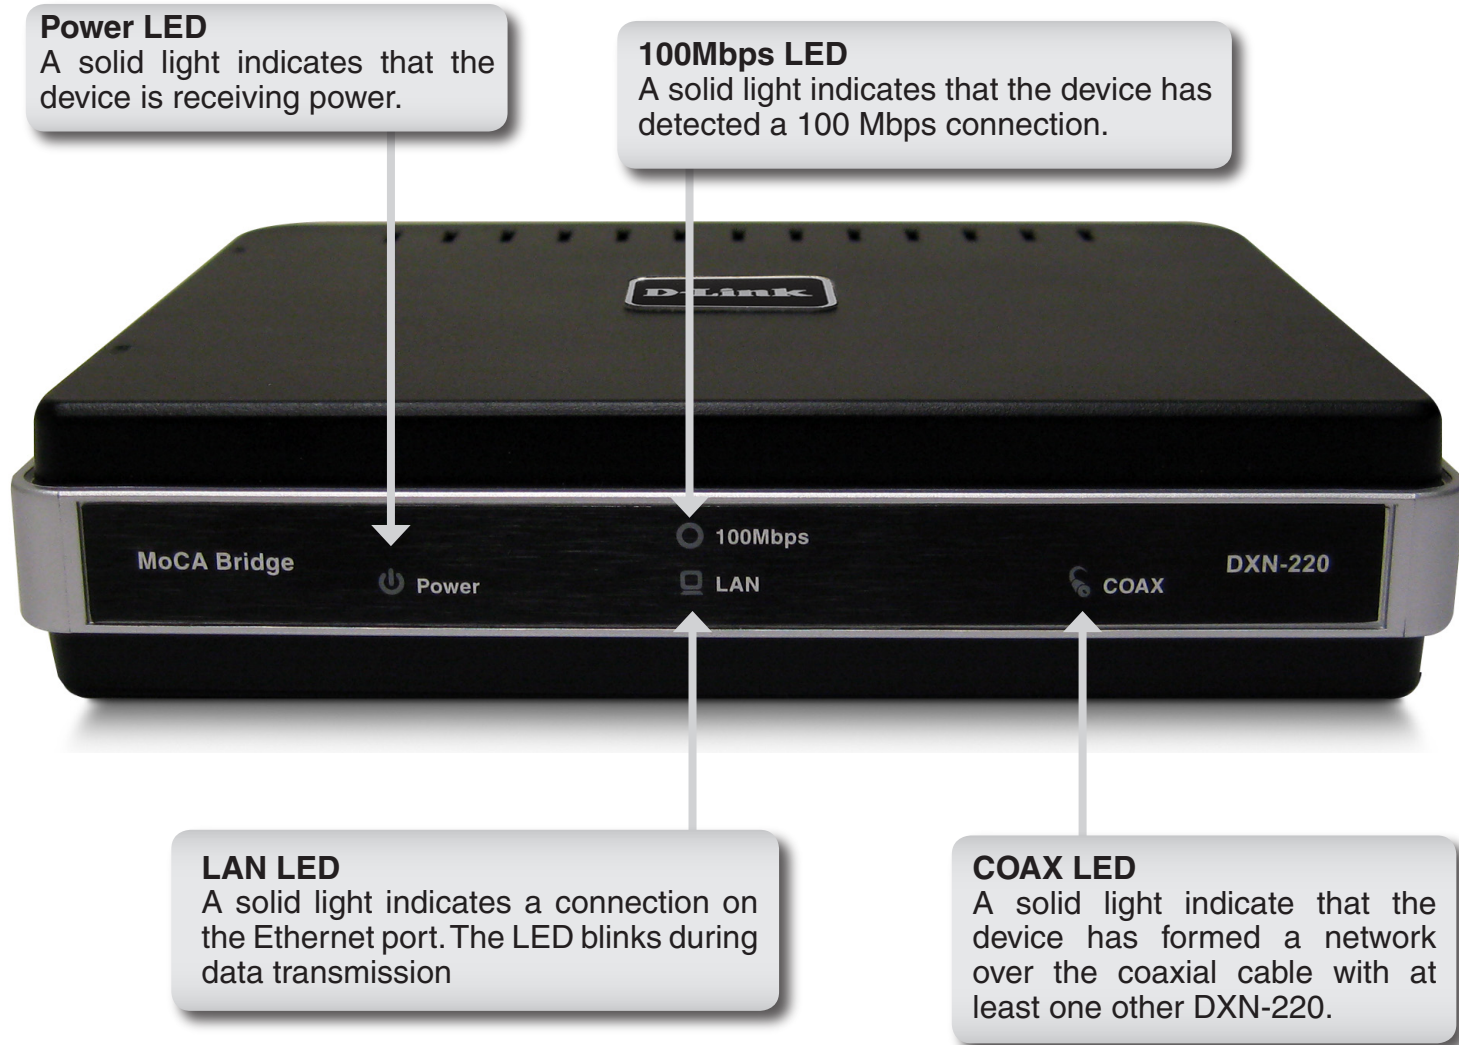 Power LED
A solid light indicates that the
device is receiving power.
100Mbps LED
A solid light indicates that the device has
detected a 100 Mbps connection.
D-Link
MoCA Bridge
Power
100Mbps
LAN
COAX
DXN-220
LAN LED
A solid light indicates a connection on
the Ethernet port. The LED blinks during
data transmission
COAX LED
A solid light indicate that the
device has formed a network
over the coaxial cable with at
least one other DXN-220.